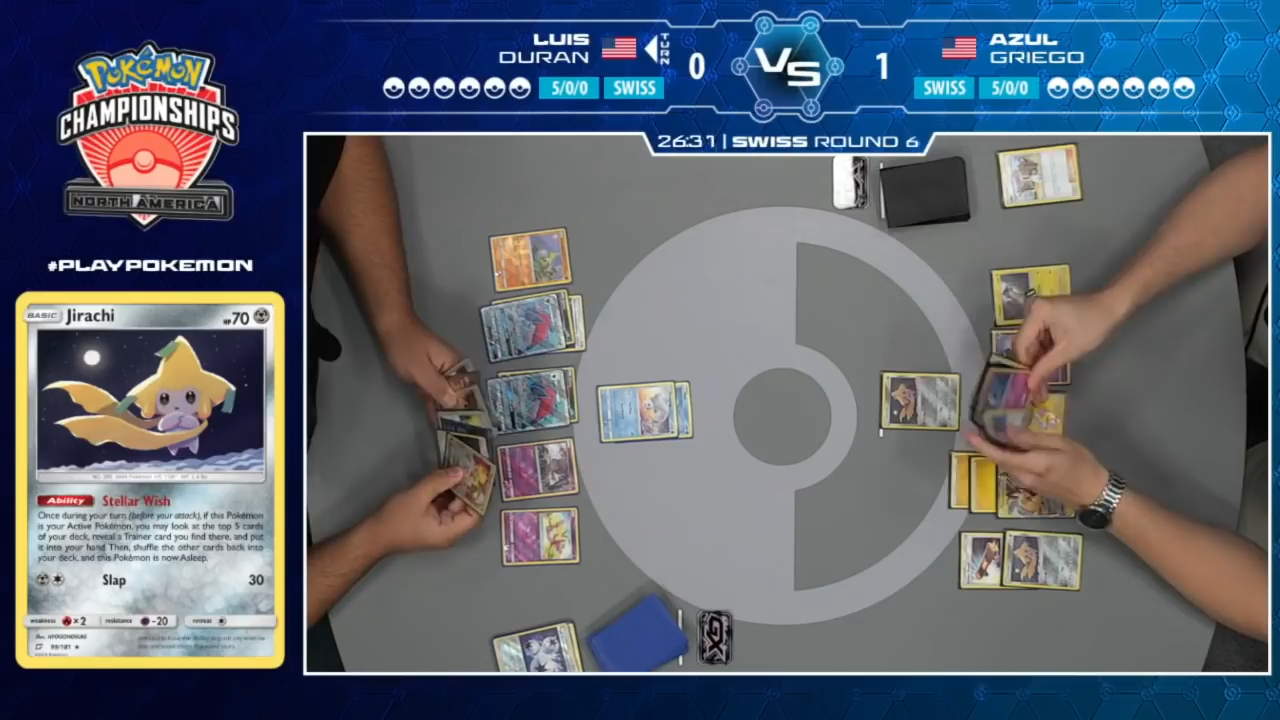 POKÉMON
CHAMPIONSHIPS
NORTH AMERICA
#PLAYPOKEMON
LUIS
DURAN
TURN
0
VS
1
AZUL
GRIEGO
5/0/0
SWISS
SWISS
5/0/0
26:31 | SWISS ROUND 6
BASIC Jirachi HP70
Ability Stellar Wish
Once during your turn (before your attack), if this Pokémon
is your Active Pokémon, you may look at the top 5 cards
of your deck, reveal a Trainer card you find there, and put
it into your hand. Then, shuffle the other cards back into
your deck, and this Pokémon is now Asleep.
Slap 30
weakness ×2 resistance -20 retreat
99/181
GX
GX